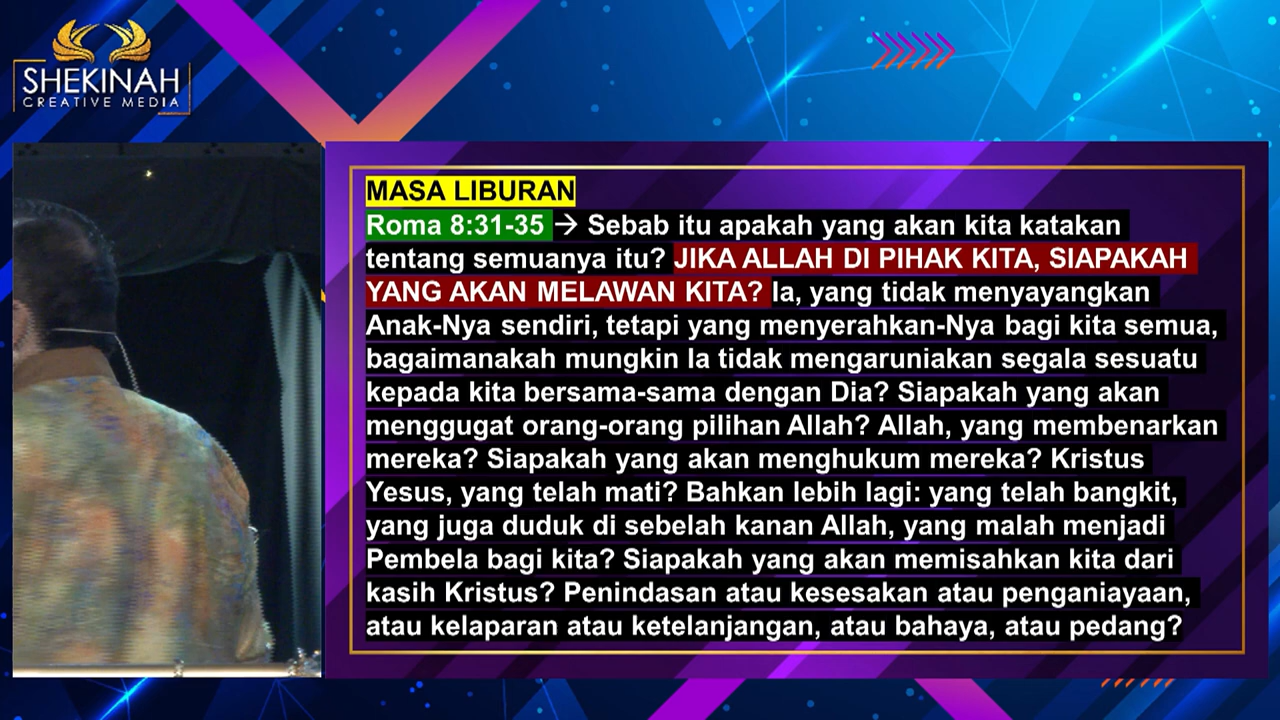 SHEKINAH
CREATIVE MEDIA
MASA LIBURAN
Roma 8:31-35 → Sebab itu apakah yang akan kita katakan
tentang semuanya itu? JIKA ALLAH DI PIHAK KITA, SIAPAKAH
YANG AKAN MELAWAN KITA? Ia, yang tidak menyayangkan
Anak-Nya sendiri, tetapi yang menyerahkan-Nya bagi kita semua,
bagaimanakah mungkin Ia tidak mengaruniakan segala sesuatu
kepada kita bersama-sama dengan Dia? Siapakah yang akan
menggugat orang-orang pilihan Allah? Allah, yang membenarkan
mereka? Siapakah yang akan menghukum mereka? Kristus
Yesus, yang telah mati? Bahkan lebih lagi: yang telah bangkit,
yang juga duduk di sebelah kanan Allah, yang malah menjadi
Pembela bagi kita? Siapakah yang akan memisahkan kita dari
kasih Kristus? Penindasan atau kesesakan atau penganiayaan,
atau kelaparan atau ketelanjangan, atau bahaya, atau pedang?